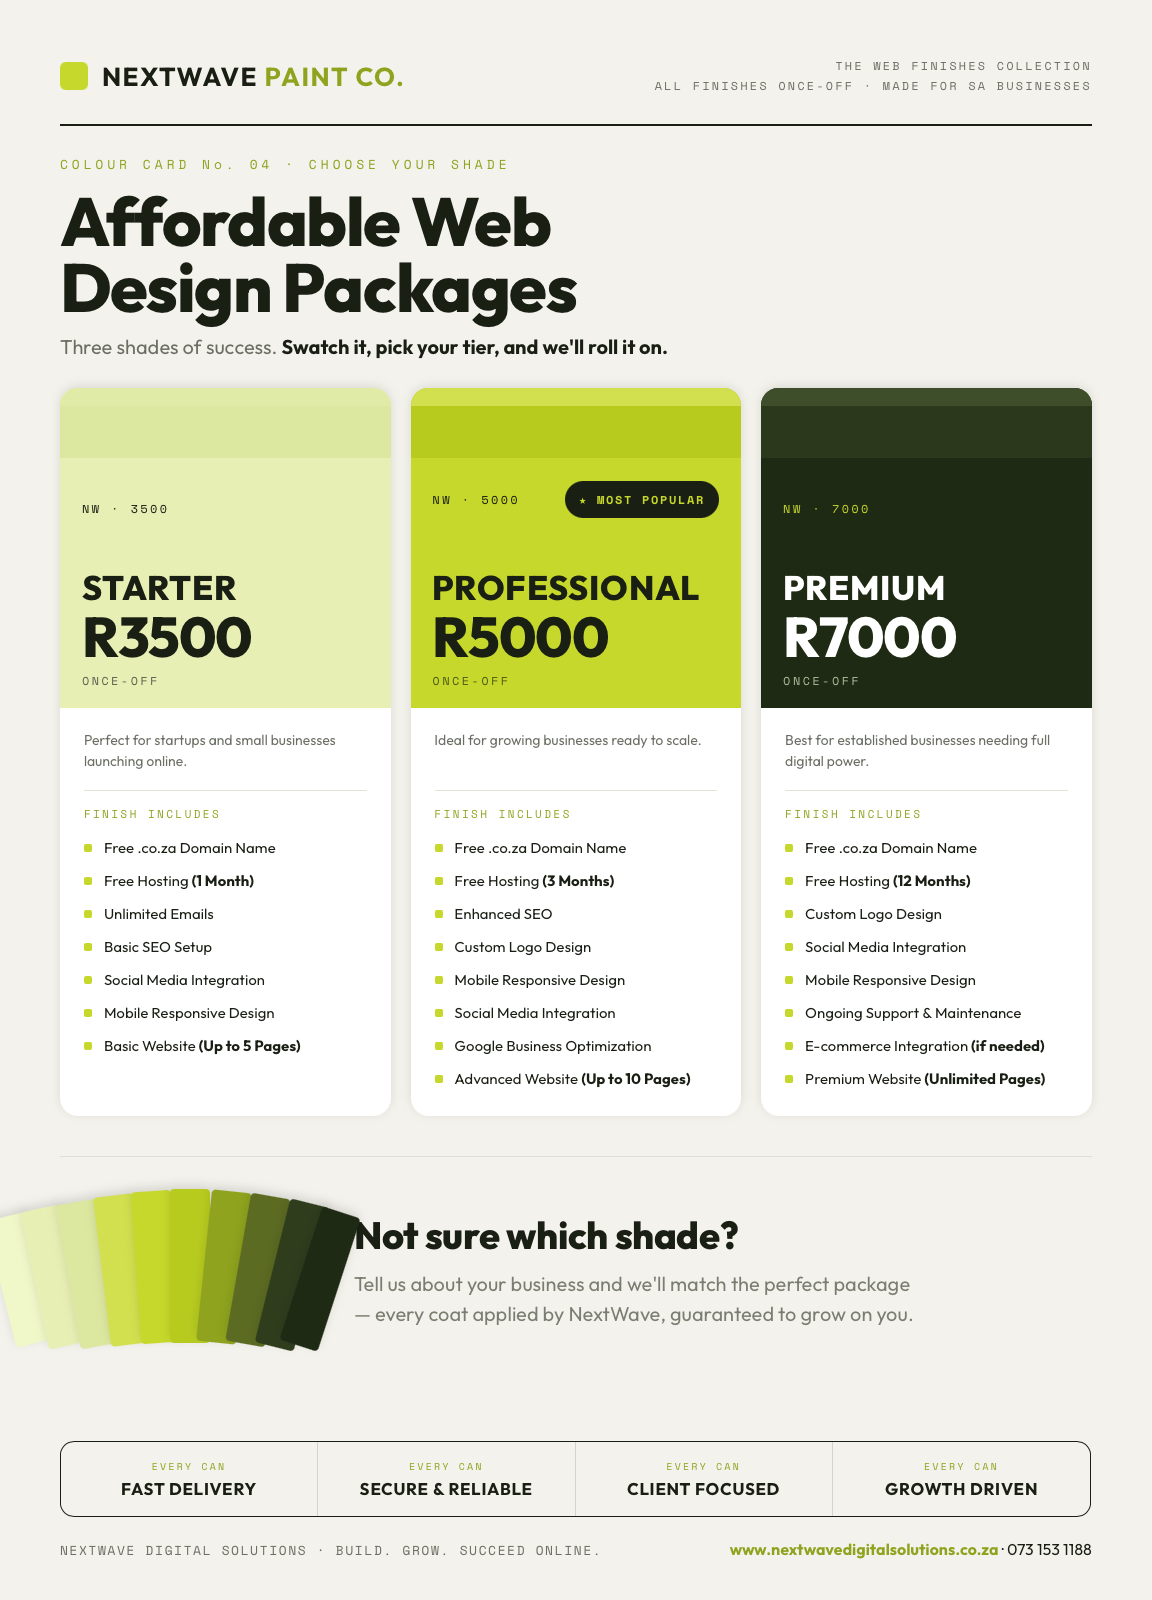 NEXTWAVE PAINT CO.
THE WEB FINISHES COLLECTION
ALL FINISHES ONCE-OFF · MADE FOR SA BUSINESSES
COLOUR CARD No. 04 · CHOOSE YOUR SHADE
Affordable Web
Design Packages
Three shades of success. Swatch it, pick your tier, and we'll roll it on.
NW · 3500
STARTER
R3500
ONCE-OFF
Perfect for startups and small businesses
launching online.
FINISH INCLUDES
Free .co.za Domain Name
Free Hosting (1 Month)
Unlimited Emails
Basic SEO Setup
Social Media Integration
Mobile Responsive Design
Basic Website (Up to 5 Pages)
NW · 5000
★ MOST POPULAR
PROFESSIONAL
R5000
ONCE-OFF
Ideal for growing businesses ready to scale.
FINISH INCLUDES
Free .co.za Domain Name
Free Hosting (3 Months)
Enhanced SEO
Custom Logo Design
Mobile Responsive Design
Social Media Integration
Google Business Optimization
Advanced Website (Up to 10 Pages)
NW · 7000
PREMIUM
R7000
ONCE-OFF
Best for established businesses needing full
digital power.
FINISH INCLUDES
Free .co.za Domain Name
Free Hosting (12 Months)
Custom Logo Design
Social Media Integration
Mobile Responsive Design
Ongoing Support & Maintenance
E-commerce Integration (if needed)
Premium Website (Unlimited Pages)
Not sure which shade?
Tell us about your business and we'll match the perfect package
— every coat applied by NextWave, guaranteed to grow on you.
EVERY CAN
FAST DELIVERY
EVERY CAN
SECURE & RELIABLE
EVERY CAN
CLIENT FOCUSED
EVERY CAN
GROWTH DRIVEN
NEXTWAVE DIGITAL SOLUTIONS · BUILD. GROW. SUCCEED ONLINE.
www.nextwavedigitalsolutions.co.za · 073 153 1188